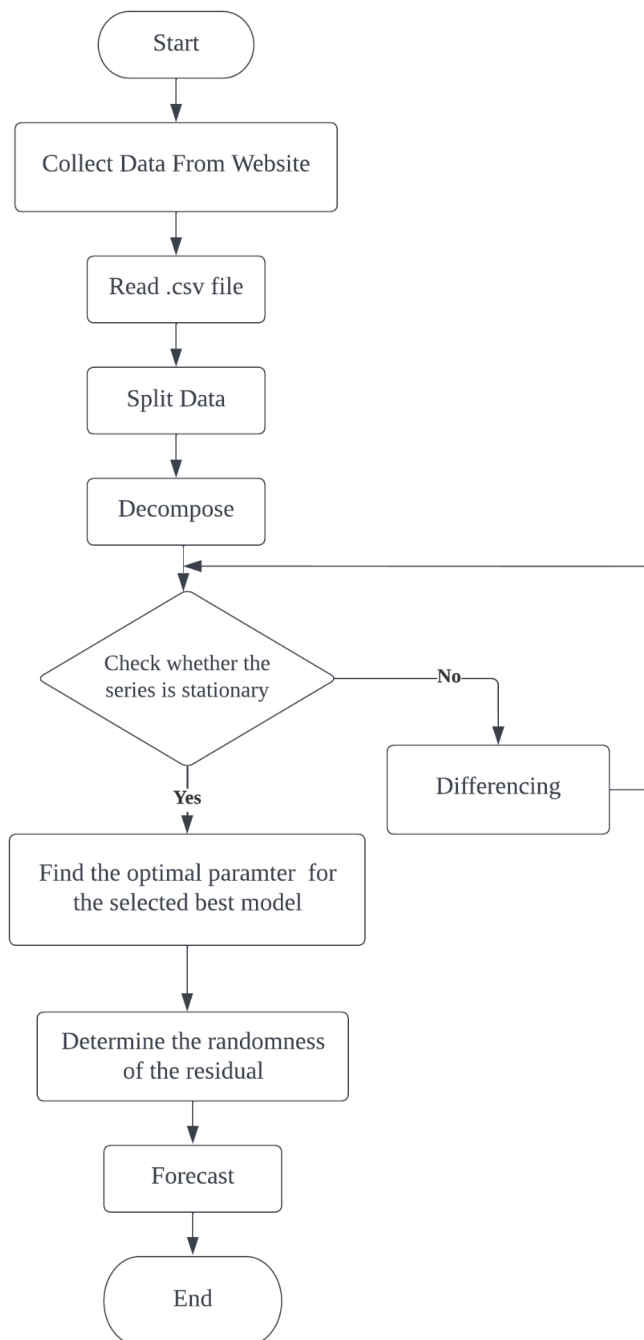 Start
Collect Data From Website
Read .csv file
Split Data
Decompose
Check whether the
series is stationary
No
Differencing
Yes
Find the optimal paramter  for
the selected best model
Determine the randomness
of the residual
Forecast
End